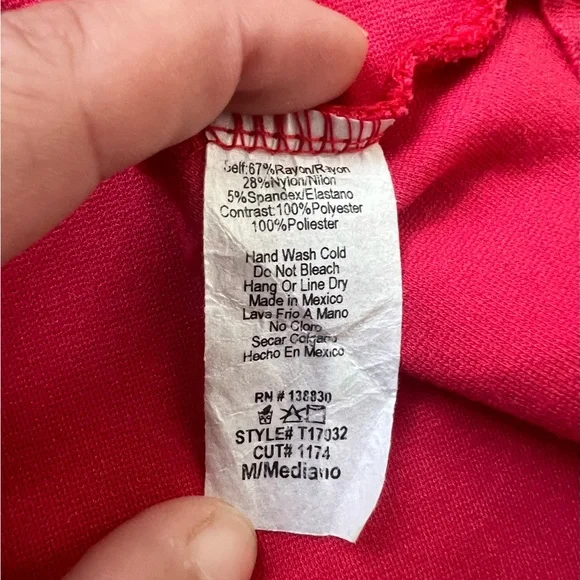 Self:67%Rayon/Rayon
28%Nylon/Nilon
5%Spandex/Elastano
Contrast:100%Polyester
100%Poliester
Hand Wash Cold
Do Not Bleach
Hang Or Line Dry
Made in Mexico
Lava Frio A Mano
No Cloro
Secar Colgano
Hecho En Mexico
RN # 138830
STYLE# T17032
CUT# 1174
M/Mediano